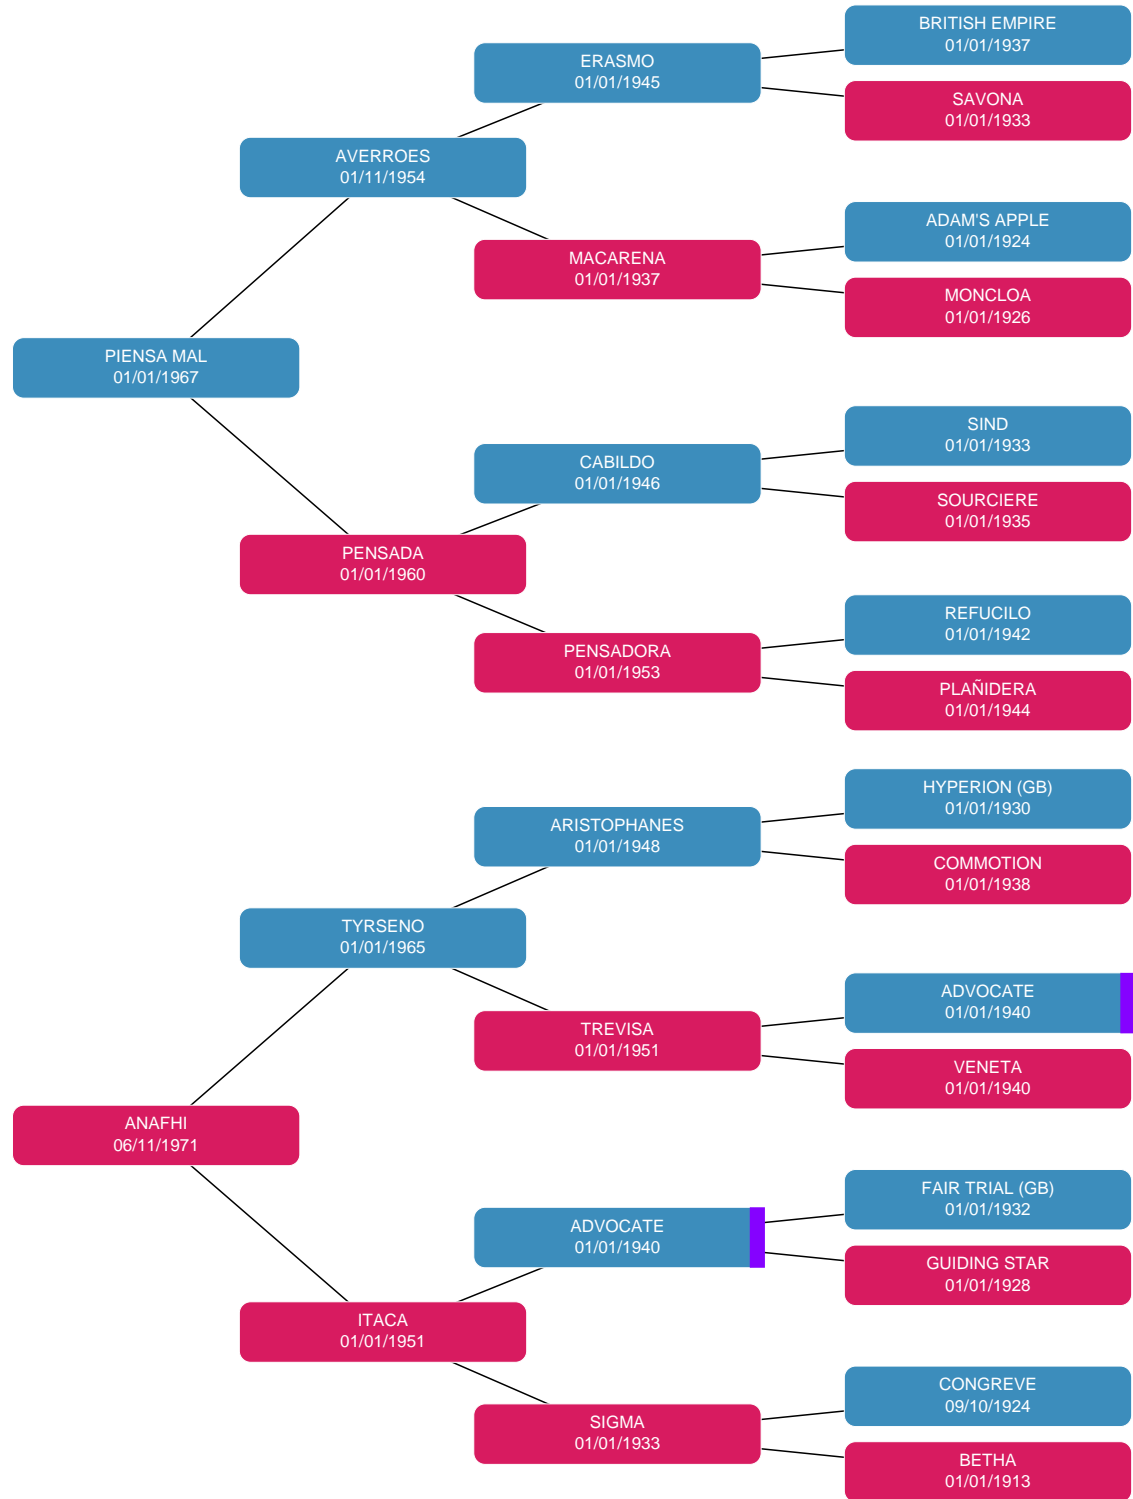 BRITISH EMPIRE
01/01/1937
ERASMO
01/01/1945
SAVONA
01/01/1933
AVERROES
01/11/1954
ADAM'S APPLE
01/01/1924
MACARENA
01/01/1937
MONCLOA
01/01/1926
PIENSA MAL
01/01/1967
SIND
01/01/1933
CABILDO
01/01/1946
SOURCIERE
01/01/1935
PENSADA
01/01/1960
REFUCILO
01/01/1942
PENSADORA
01/01/1953
PLAÑIDERA
01/01/1944
HYPERION (GB)
01/01/1930
ARISTOPHANES
01/01/1948
COMMOTION
01/01/1938
TYRSENO
01/01/1965
ADVOCATE
01/01/1940
TREVISA
01/01/1951
VENETA
01/01/1940
ANAFHI
06/11/1971
FAIR TRIAL (GB)
01/01/1932
ADVOCATE
01/01/1940
GUIDING STAR
01/01/1928
ITACA
01/01/1951
CONGREVE
09/10/1924
SIGMA
01/01/1933
BETHA
01/01/1913